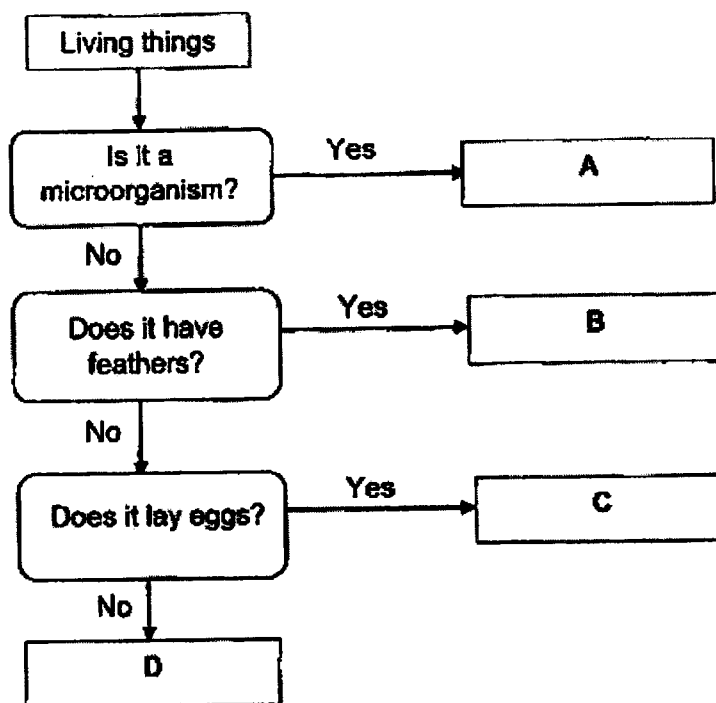 Living things
Is it a
microorganism?
Yes
A
No
Does it have
feathers?
Yes
B
No
Does it lay eggs?
Yes
C
No
D